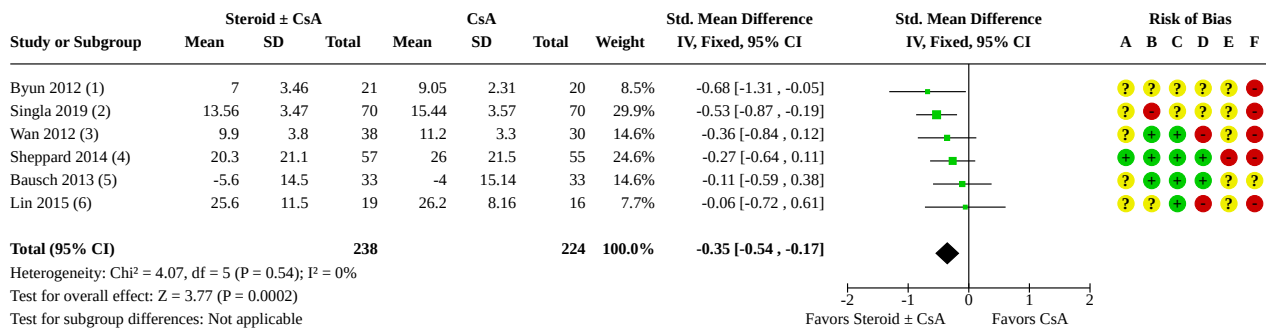 Steroid ± CsA CsA Std. Mean Difference Std. Mean Difference Risk of Bias
Study or Subgroup Mean SD Total Mean SD Total Weight IV, Fixed, 95% CI IV, Fixed, 95% CI A B C D E F
Byun 2012 (1) 7 3.46 21 9.05 2.31 20 8.5% -0.68 [-1.31 , -0.05] ? ? ? ? ? -
Singla 2019 (2) 13.56 3.47 70 15.44 3.57 70 29.9% -0.53 [-0.87 , -0.19] ? - ? ? ? -
Wan 2012 (3) 9.9 3.8 38 11.2 3.3 30 14.6% -0.36 [-0.84 , 0.12] ? + + - ? -
Sheppard 2014 (4) 20.3 21.1 57 26 21.5 55 24.6% -0.27 [-0.64 , 0.11] + + + + - -
Bausch 2013 (5) -5.6 14.5 33 -4 15.14 33 14.6% -0.11 [-0.59 , 0.38] ? + + + ? ?
Lin 2015 (6) 25.6 11.5 19 26.2 8.16 16 7.7% -0.06 [-0.72 , 0.61] ? ? + - ? -
Total (95% CI) 238 224 100.0% -0.35 [-0.54 , -0.17]
Heterogeneity: Chi² = 4.07, df = 5 (P = 0.54); I² = 0%
Test for overall effect: Z = 3.77 (P = 0.0002)
Test for subgroup differences: Not applicable
-2 -1 0 1 2
Favors Steroid ± CsA Favors CsA